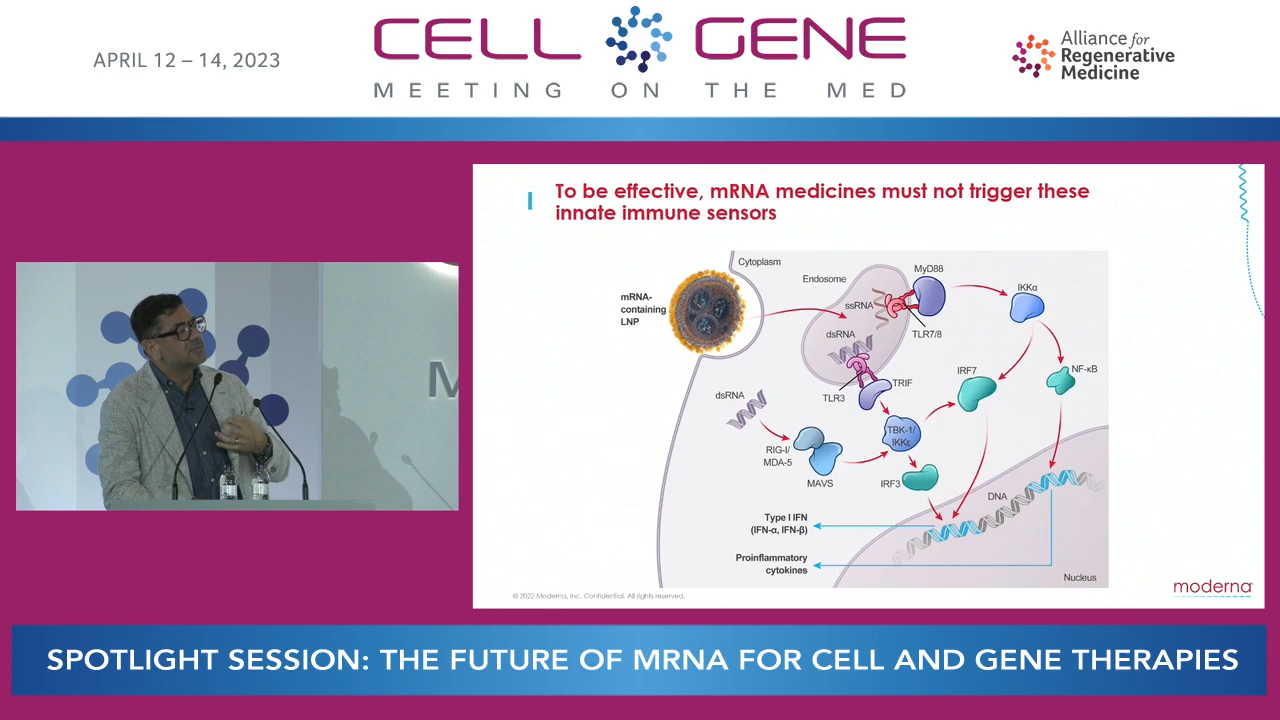 APRIL 12 – 14, 2023
CELL GENE
MEETING ON THE MED
Alliance for
Regenerative
Medicine
To be effective, mRNA medicines must not trigger these
innate immune sensors
Cytoplasm
Endosome
MyD88
IKKα
mRNA-
containing
LNP
ssRNA
dsRNA
TLR7/8
TLR3
TRIF
IRF7
NF-κB
dsRNA
TBK-1/
IKKε
RIG-I/
MDA-5
MAVS
IRF3
DNA
Type I IFN
(IFN-α, IFN-β)
Proinflammatory
cytokines
Nucleus
moderna
© 2022 Moderna, Inc. Confidential. All rights reserved.
M
SPOTLIGHT SESSION: THE FUTURE OF MRNA FOR CELL AND GENE THERAPIES